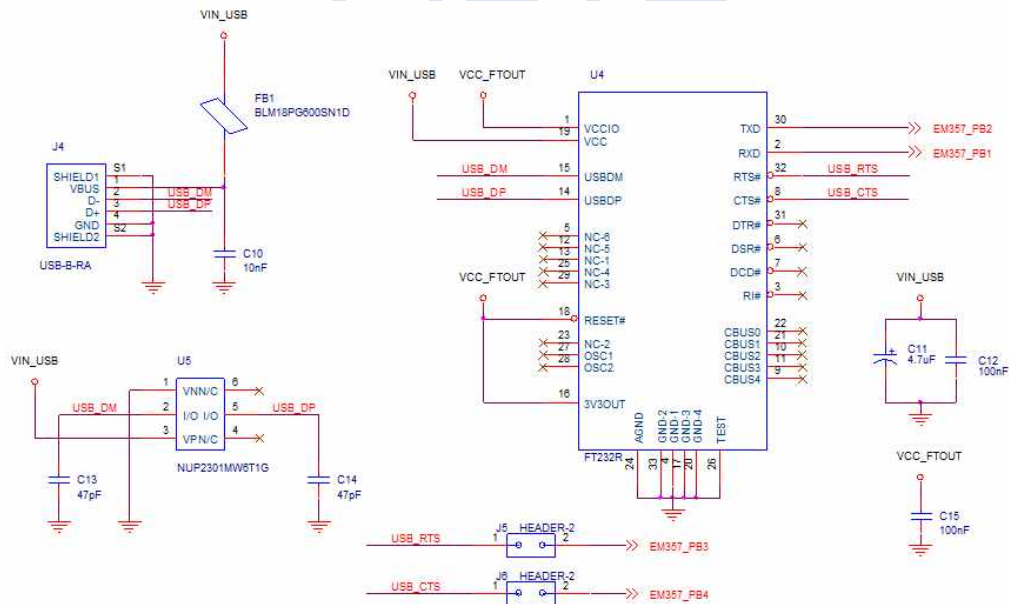 VIN_USB
FB1
BLM18PG600SN1D
J4
SHIELD1
VBUS
D-
D+
GND
SHIELD2
S1
1
2
3
4
S2
USB_DM
USB_DP
USB-B-RA
C10
10nF
VIN_USB
VCC_FTOUT
U4
1
19
VCCIO
VCC
USB_DM
15
USBDM
USB_DP
14
USBDP
5
NC-6
12
NC-5
13
NC-1
25
NC-4
29
NC-3
VCC_FTOUT
18
RESET#
23
NC-2
27
OSC1
28
OSC2
16
3V3OUT
TXD
30
EM357_PB2
RXD
2
EM357_PB1
RTS#
32
USB_RTS
CTS#
8
USB_CTS
DTR#
31
DSR#
6
DCD#
7
RI#
3
CBUS0
22
CBUS1
21
CBUS2
10
CBUS3
11
CBUS4
9
AGND
GND-2
GND-1
GND-3
GND-4
TEST
FT232R
24
33
4
17
20
26
VIN_USB
C11
4.7uF
C12
100nF
VCC_FTOUT
C15
100nF
VIN_USB
U5
1
VN
N/C
6
USB_DM
2
I/O
I/O
5
USB_DP
3
VP
N/C
4
NUP2301MW6T1G
C13
47pF
C14
47pF
J5
HEADER-2
USB_RTS
1
2
EM357_PB3
J6
HEADER-2
USB_CTS
1
2
EM357_PB4